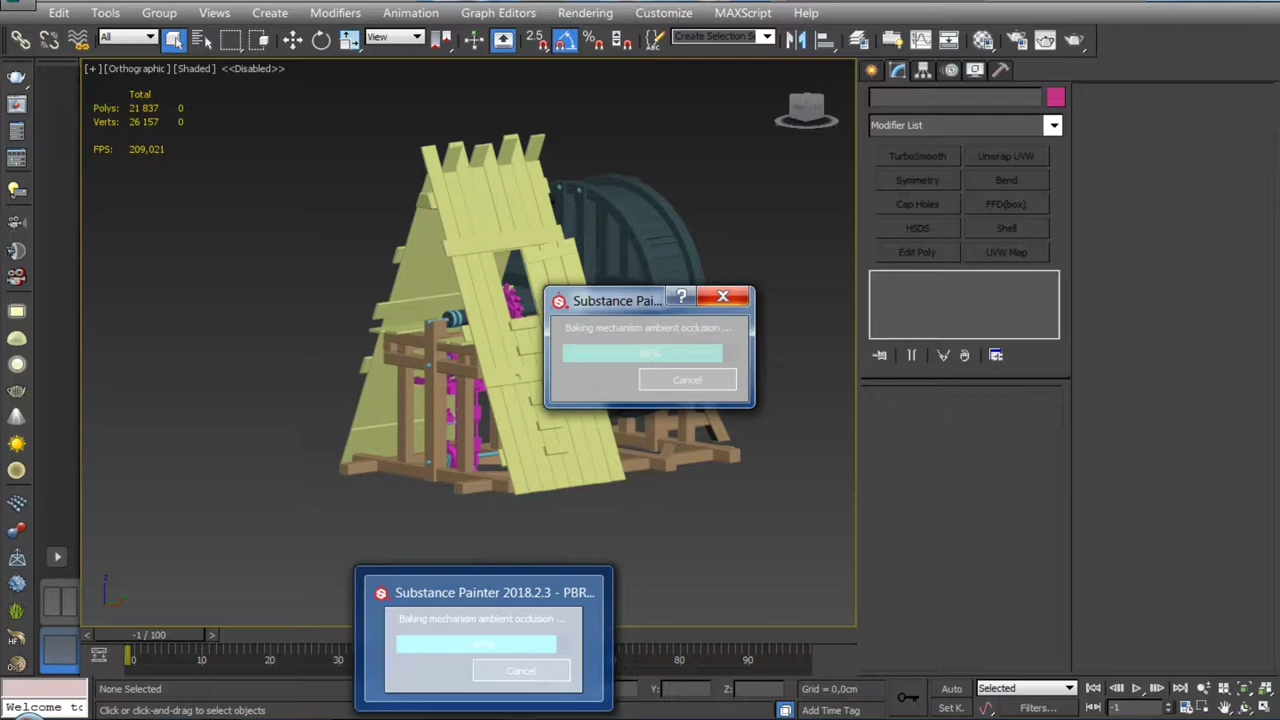 Edit Tools Group Views Create Modifiers Animation Graph Editors Rendering Customize MAXScript Help
All View 2.5 Create Selection Se
[+] [Orthographic] [Shaded] <<Disabled>>
Total
Polys: 21 837 0
Verts: 26 157 0
FPS: 209,021
Modifier List
TurboSmooth Unwrap UVW
Symmetry Bend
Cap Holes FFD(box)
HSDS Shell
Edit Poly UVW Map
Substance Pai...
Baking mechanism ambient occlusion ...
Cancel
Substance Painter 2018.2.3 - PBR...
Baking mechanism ambient occlusion ...
Cancel
< -1 / 100 >
0 10 20 30 80 90
None Selected Y: Z: Grid = 0,0cm Auto Selected
Welcome to Click or click-and-drag to select objects Add Time Tag Set K. Filters... -1